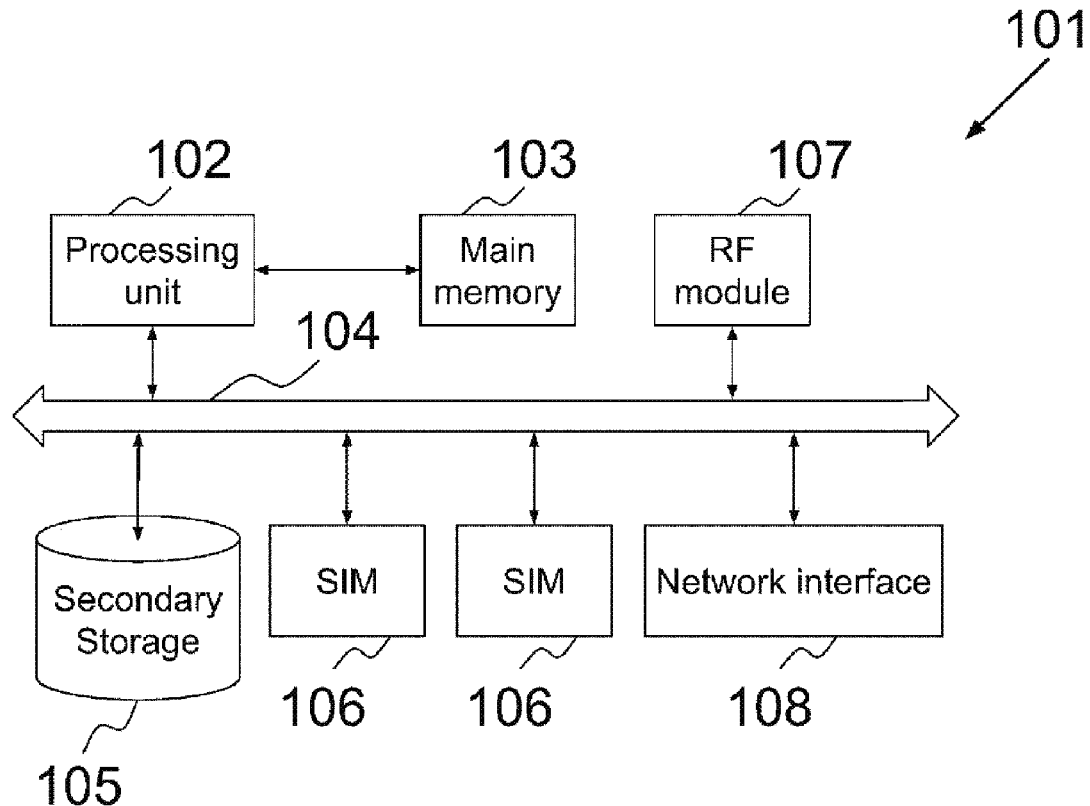 101
102
103
107
Processing
unit
Main
memory
RF
module
104
Secondary
Storage
SIM
SIM
Network interface
105
106
106
108